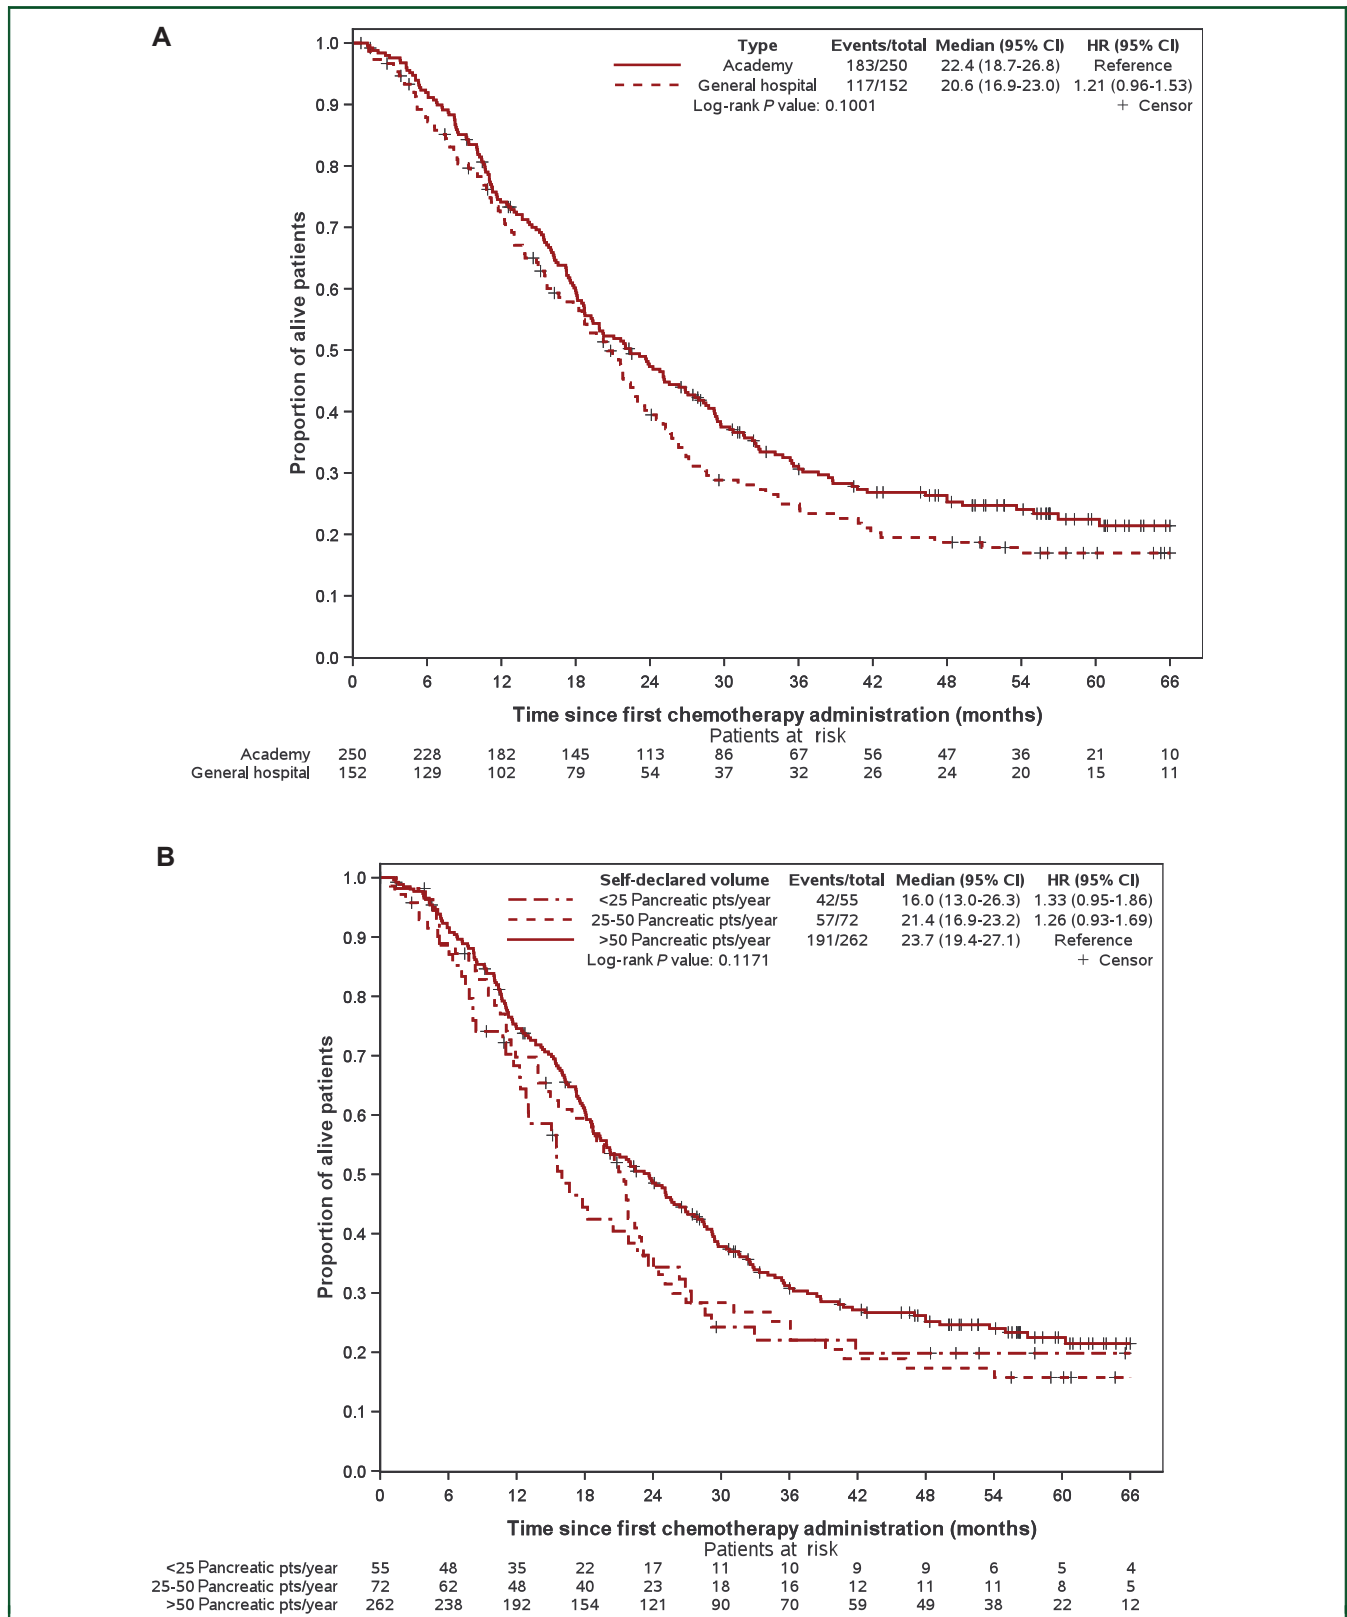 A
Type Events/total Median (95% CI) HR (95% CI)
Academy 183/250 22.4 (18.7-26.8) Reference
General hospital 117/152 20.6 (16.9-23.0) 1.21 (0.96-1.53)
Log-rank P value: 0.1001 + Censor
1.0
0.9
0.8
0.7
0.6
0.5
0.4
0.3
0.2
0.1
0.0
Proportion of alive patients
0 6 12 18 24 30 36 42 48 54 60 66
Time since first chemotherapy administration (months)
Patients at risk
Academy 250 228 182 145 113 86 67 56 47 36 21 10
General hospital 152 129 102 79 54 37 32 26 24 20 15 11
B
Self-declared volume Events/total Median (95% CI) HR (95% CI)
<25 Pancreatic pts/year 42/55 16.0 (13.0-26.3) 1.33 (0.95-1.86)
25-50 Pancreatic pts/year 57/72 21.4 (16.9-23.2) 1.26 (0.93-1.69)
>50 Pancreatic pts/year 191/262 23.7 (19.4-27.1) Reference
Log-rank P value: 0.1171 + Censor
1.0
0.9
0.8
0.7
0.6
0.5
0.4
0.3
0.2
0.1
0.0
Proportion of alive patients
0 6 12 18 24 30 36 42 48 54 60 66
Time since first chemotherapy administration (months)
Patients at risk
<25 Pancreatic pts/year 55 48 35 22 17 11 10 9 9 6 5 4
25-50 Pancreatic pts/year 72 62 48 40 23 18 16 12 11 11 8 5
>50 Pancreatic pts/year 262 238 192 154 121 90 70 59 49 38 22 12